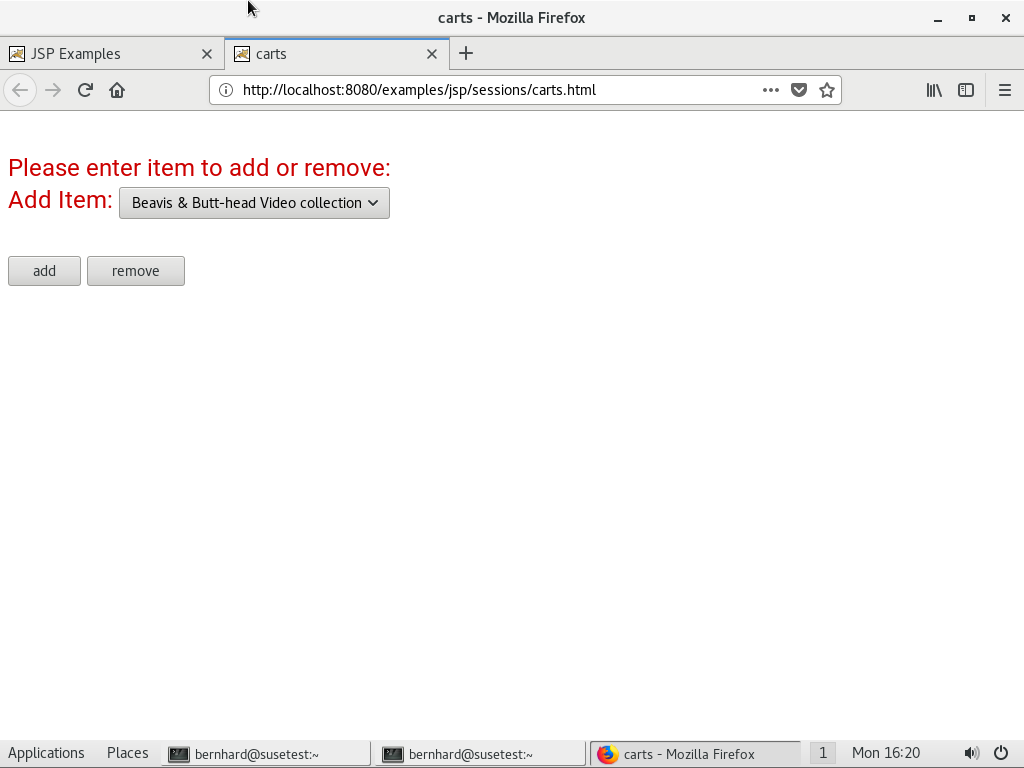 carts - Mozilla Firefox
JSP Examples
carts
http://localhost:8080/examples/jsp/sessions/carts.html
Please enter item to add or remove:
Add Item: Beavis & Butt-head Video collection
add remove
Applications Places bernhard@susetest:~ bernhard@susetest:~ carts - Mozilla Firefox 1 Mon 16:20